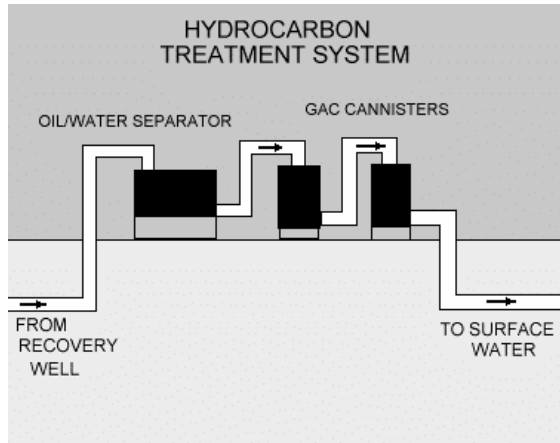 HYDROCARBON
TREATMENT SYSTEM
GAC CANNISTERS
OIL/WATER SEPARATOR
FROM
RECOVERY
WELL
TO SURFACE
WATER